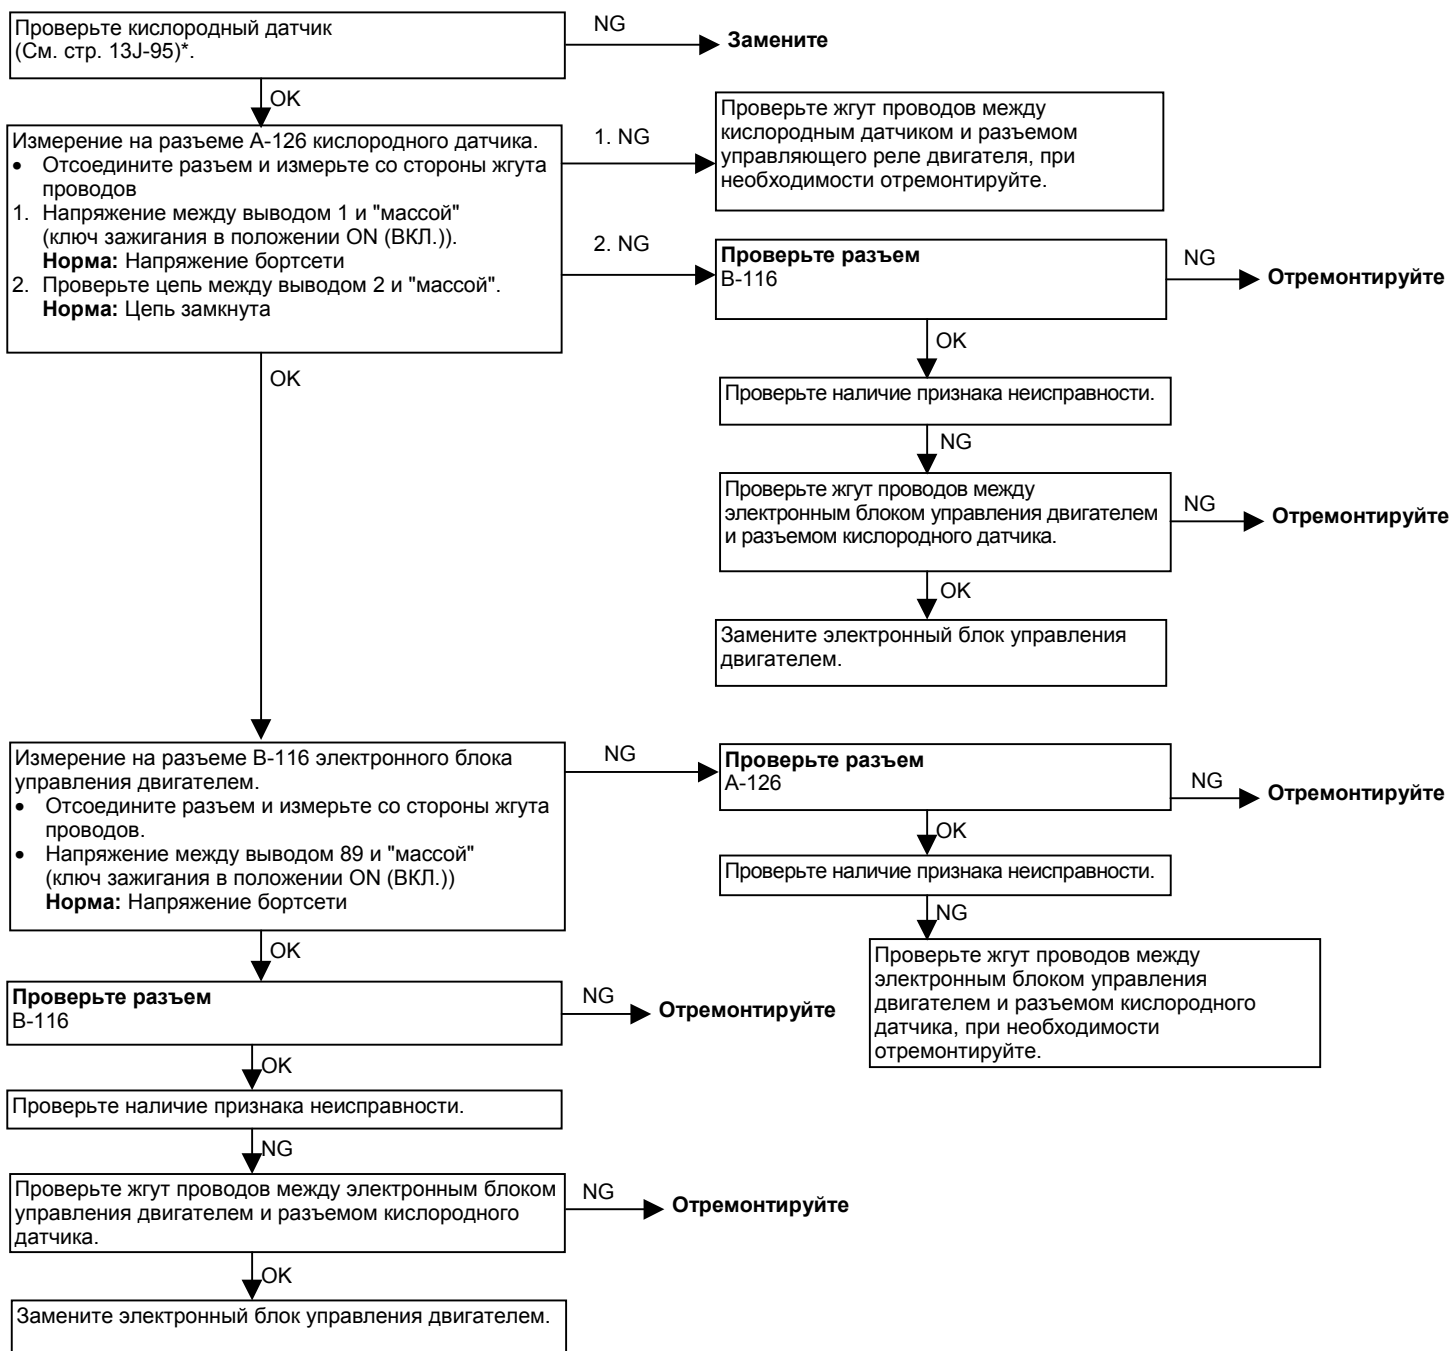 Проверьте кислородный датчик
(См. стр. 13J-95)*.
NG
Замените
OK
Измерение на разъеме А-126 кислородного датчика.
• Отсоедините разъем и измерьте со стороны жгута
проводов
1. Напряжение между выводом 1 и "массой"
(ключ зажигания в положении ON (ВКЛ.)).
Норма: Напряжение бортсети
2. Проверьте цепь между выводом 2 и "массой".
Норма: Цепь замкнута
1. NG
Проверьте жгут проводов между
кислородным датчиком и разъемом
управляющего реле двигателя, при
необходимости отремонтируйте.
2. NG
Проверьте разъем
В-116
NG
Отремонтируйте
OK
Проверьте наличие признака неисправности.
NG
Проверьте жгут проводов между
электронным блоком управления двигателем
и разъемом кислородного датчика.
NG
Отремонтируйте
OK
Замените электронный блок управления
двигателем.
OK
Измерение на разъеме В-116 электронного блока
управления двигателем.
• Отсоедините разъем и измерьте со стороны жгута
проводов.
• Напряжение между выводом 89 и "массой"
(ключ зажигания в положении ON (ВКЛ.))
Норма: Напряжение бортсети
NG
Проверьте разъем
А-126
NG
Отремонтируйте
OK
Проверьте наличие признака неисправности.
NG
Проверьте жгут проводов между
электронным блоком управления
двигателем и разъемом кислородного
датчика, при необходимости
отремонтируйте.
OK
Проверьте разъем
В-116
NG
Отремонтируйте
OK
Проверьте наличие признака неисправности.
NG
Проверьте жгут проводов между электронным блоком
управления двигателем и разъемом кислородного
датчика.
NG
Отремонтируйте
OK
Замените электронный блок управления двигателем.